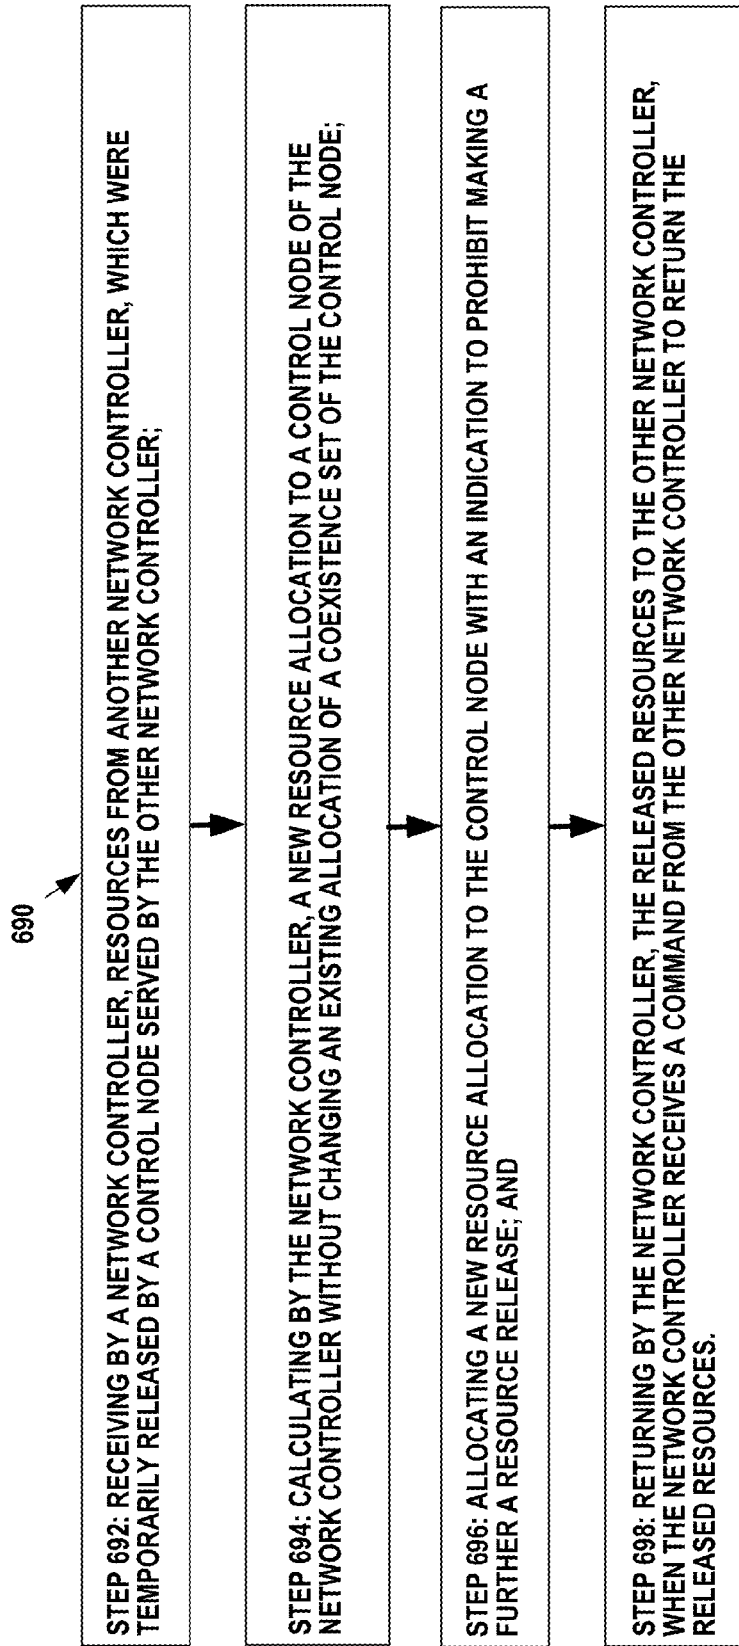 690
STEP 692: RECEIVING BY A NETWORK CONTROLLER, RESOURCES FROM ANOTHER NETWORK CONTROLLER, WHICH WERE
TEMPORARILY RELEASED BY A CONTROL NODE SERVED BY THE OTHER NETWORK CONTROLLER;
STEP 694: CALCULATING BY THE NETWORK CONTROLLER, A NEW RESOURCE ALLOCATION TO A CONTROL NODE OF THE
NETWORK CONTROLLER WITHOUT CHANGING AN EXISTING ALLOCATION OF A COEXISTENCE SET OF THE CONTROL NODE;
STEP 696: ALLOCATING A NEW RESOURCE ALLOCATION TO THE CONTROL NODE WITH AN INDICATION TO PROHIBIT MAKING A
FURTHER A RESOURCE RELEASE; AND
STEP 698: RETURNING BY THE NETWORK CONTROLLER, THE RELEASED RESOURCES TO THE OTHER NETWORK CONTROLLER,
WHEN THE NETWORK CONTROLLER RECEIVES A COMMAND FROM THE OTHER NETWORK CONTROLLER TO RETURN THE
RELEASED RESOURCES.